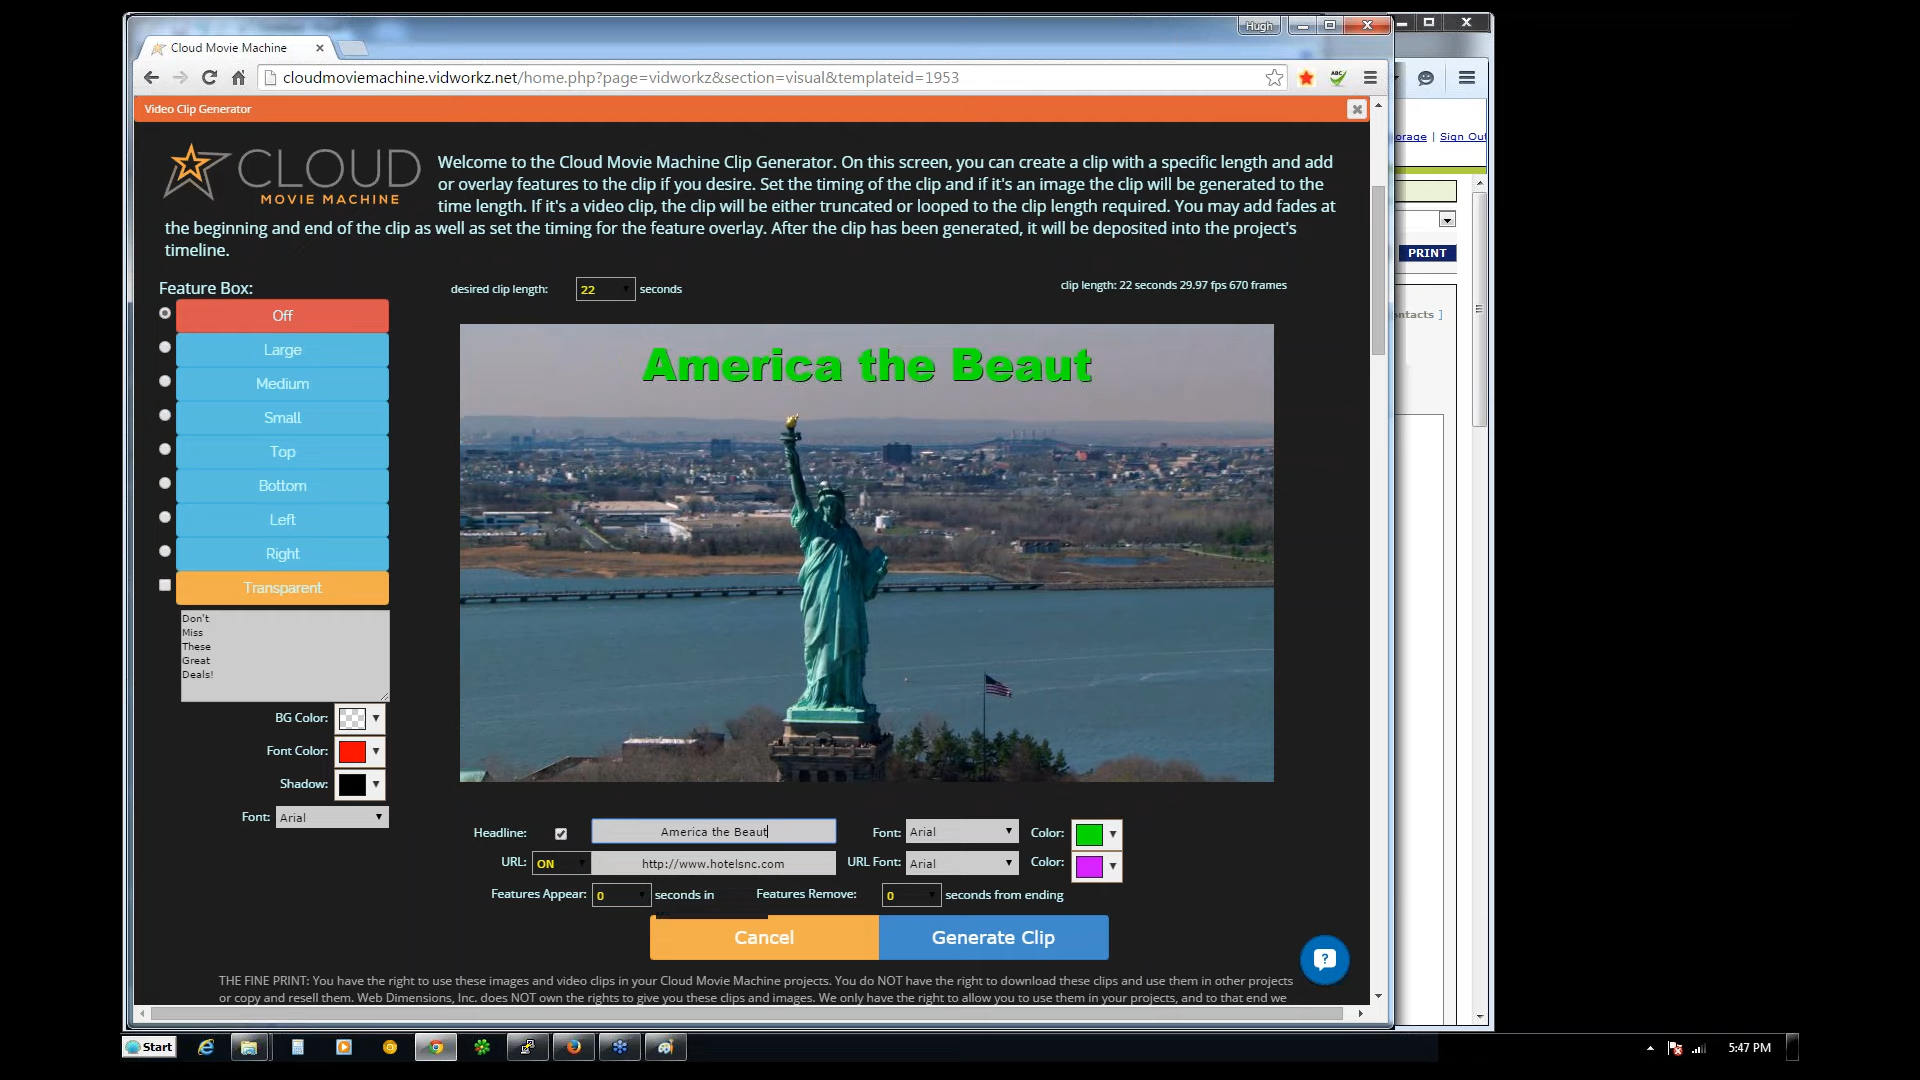 Hugh
Cloud Movie Machine
cloudmoviemachine.vidworkz.net/home.php?page=vidworkz&section=visual&templateid=1953
ABC
Video Clip Generator
orage | Sign Out
CLOUD
MOVIE MACHINE
Welcome to the Cloud Movie Machine Clip Generator. On this screen, you can create a clip with a specific length and add
or overlay features to the clip if you desire. Set the timing of the clip and if it's an image the clip will be generated to the
time length. If it's a video clip, the clip will be either truncated or looped to the clip length required. You may add fades at
the beginning and end of the clip as well as set the timing for the feature overlay. After the clip has been generated, it will be deposited into the project's
timeline.
PRINT
Feature Box:
desired clip length: 22 seconds
clip length: 22 seconds 29.97 fps 670 frames
ontacts ]
Off
Large
Medium
Small
Top
Bottom
Left
Right
Transparent
America the Beaut
Don't
Miss
These
Great
Deals!
BG Color:
Font Color:
Shadow:
Font: Arial
Headline: America the Beaut Font: Arial Color:
URL: ON http://www.hotelsnc.com URL Font: Arial Color:
Features Appear: 0 seconds in Features Remove: 0 seconds from ending
Cancel Generate Clip
THE FINE PRINT: You have the right to use these images and video clips in your Cloud Movie Machine projects. You do NOT have the right to download these clips and use them in other projects
or copy and resell them. Web Dimensions, Inc. does NOT own the rights to give you these clips and images. We only have the right to allow you to use them in your projects, and to that end we
Start
5:47 PM